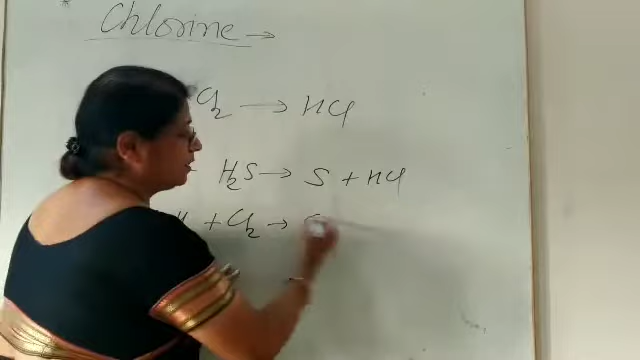 Chlorine →
Cl2 → HCl
H2S → S + HCl
+ Cl2 →